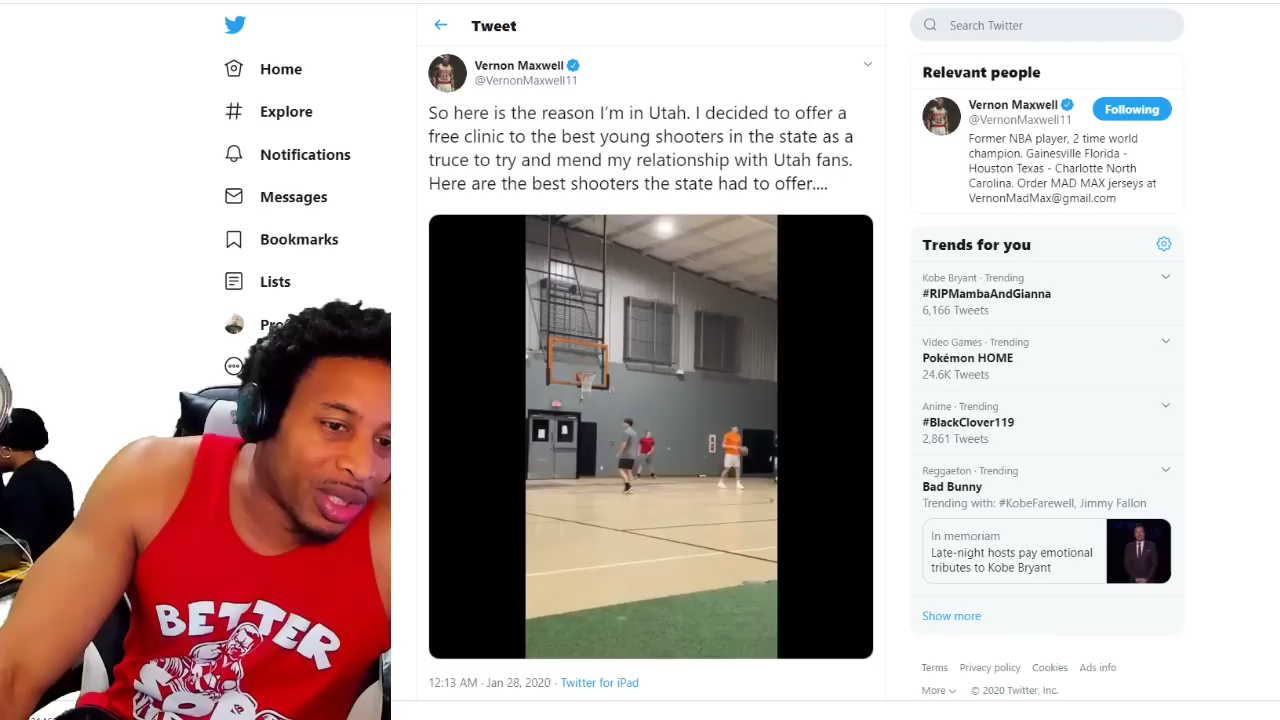 Home
Explore
Notifications
Messages
Bookmarks
Lists
Tweet
Vernon Maxwell
@VernonMaxwell11
So here is the reason I'm in Utah. I decided to offer a
free clinic to the best young shooters in the state as a
truce to try and mend my relationship with Utah fans.
Here are the best shooters the state had to offer....
12:13 AM · Jan 28, 2020 · Twitter for iPad
Search Twitter
Relevant people
Vernon Maxwell
@VernonMaxwell11
Following
Former NBA player, 2 time world
champion. Gainesville Florida -
Houston Texas - Charlotte North
Carolina. Order MAD MAX jerseys at
VernonMadMax@gmail.com
Trends for you
Kobe Bryant · Trending
#RIPMambaAndGianna
6,166 Tweets
Video Games · Trending
Pokémon HOME
24.6K Tweets
Anime · Trending
#BlackClover119
2,861 Tweets
Reggaeton · Trending
Bad Bunny
Trending with: #KobeFarewell, Jimmy Fallon
In memoriam
Late-night hosts pay emotional
tributes to Kobe Bryant
Show more
Terms Privacy policy Cookies Ads info
More © 2020 Twitter, Inc.
BETTER